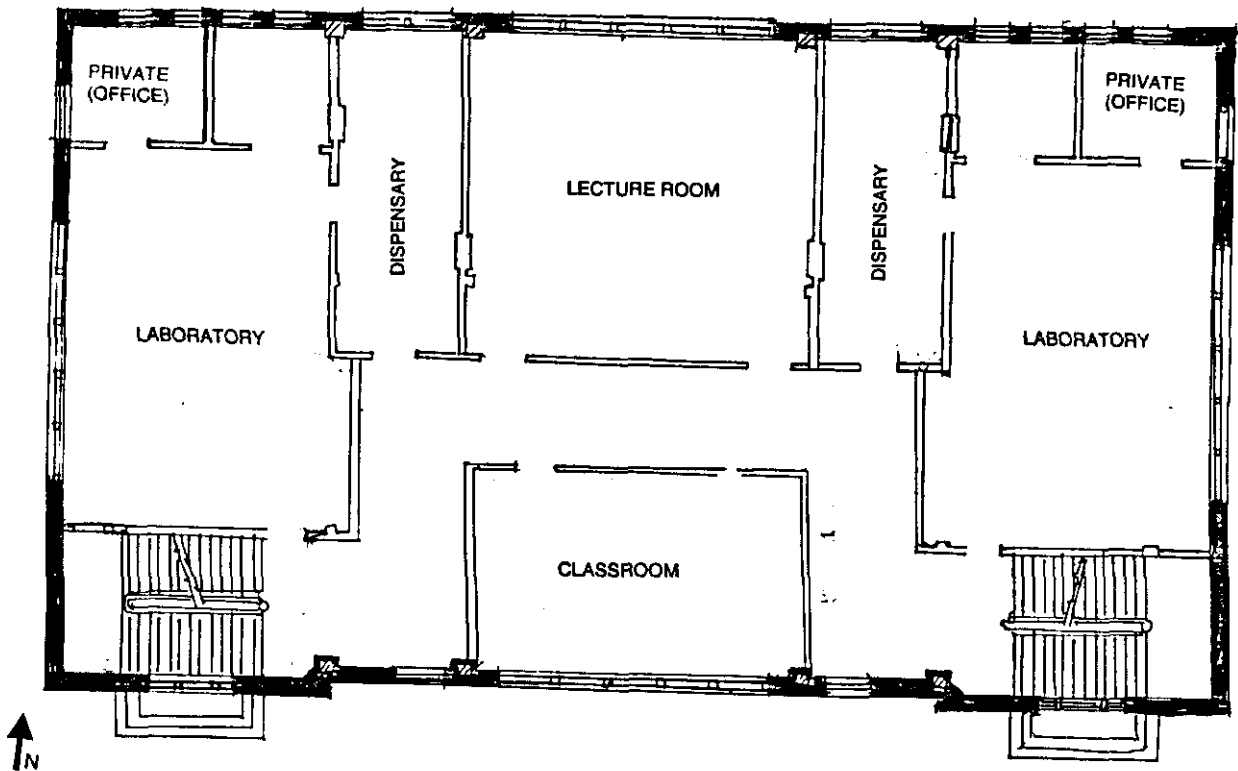 PRIVATE
(OFFICE)
PRIVATE
(OFFICE)
DISPENSARY
LECTURE ROOM
DISPENSARY
LABORATORY
LABORATORY
CLASSROOM
N